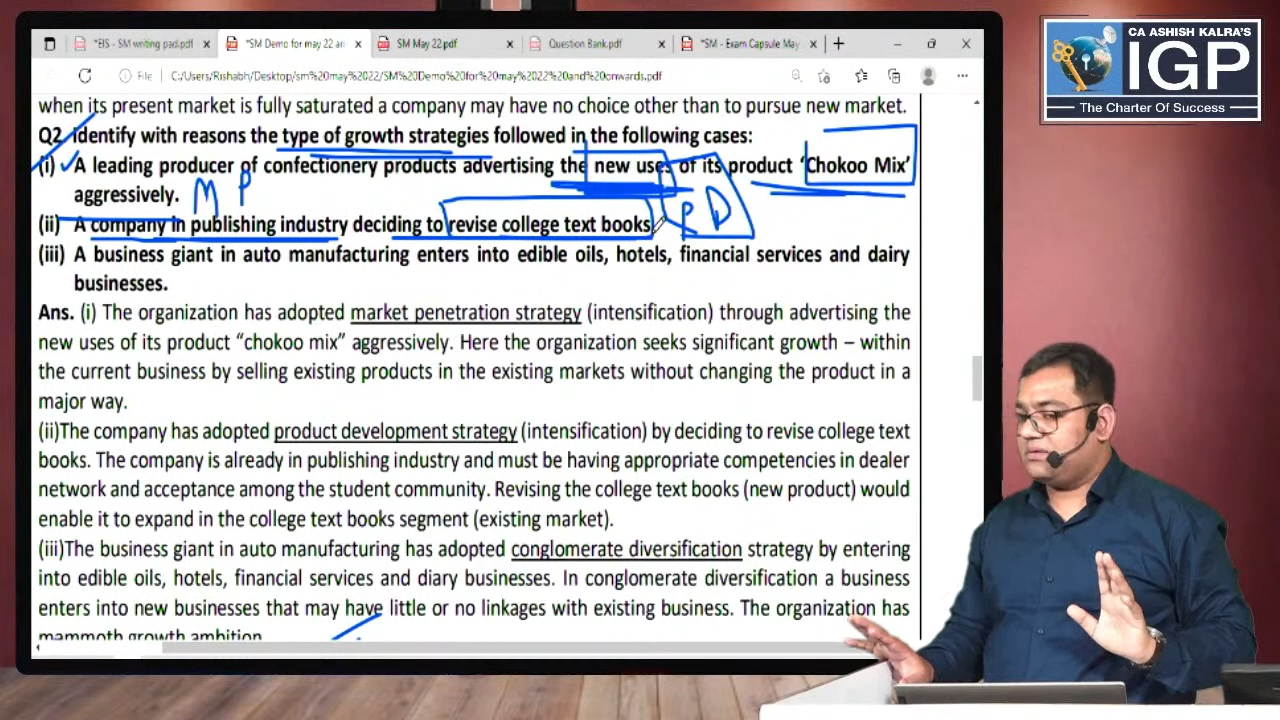 *EIS - SM writing pad.pdf
*SM Demo for may 22 an
SM May 22.pdf
Question Bank.pdf
*SM - Exam Capsule May
File
C:/Users/Rishabh/Desktop/sm%20may%2022/SM%20Demo%20for%20may%2022%20and%20onwards.pdf
CA ASHISH KALRA'S
IGP
The Charter Of Success
when its present market is fully saturated a company may have no choice other than to pursue new market.
Q2. identify with reasons the type of growth strategies followed in the following cases:
(i) A leading producer of confectionery products advertising the new uses of its product 'Chokoo Mix'
aggressively.
M P
P D
(ii) A company in publishing industry deciding to revise college text books
(iii) A business giant in auto manufacturing enters into edible oils, hotels, financial services and dairy
businesses.
Ans. (i) The organization has adopted market penetration strategy (intensification) through advertising the
new uses of its product "chokoo mix" aggressively. Here the organization seeks significant growth – within
the current business by selling existing products in the existing markets without changing the product in a
major way.
(ii)The company has adopted product development strategy (intensification) by deciding to revise college text
books. The company is already in publishing industry and must be having appropriate competencies in dealer
network and acceptance among the student community. Revising the college text books (new product) would
enable it to expand in the college text books segment (existing market).
(iii)The business giant in auto manufacturing has adopted conglomerate diversification strategy by entering
into edible oils, hotels, financial services and diary businesses. In conglomerate diversification a business
enters into new businesses that may have little or no linkages with existing business. The organization has
mammoth growth ambition